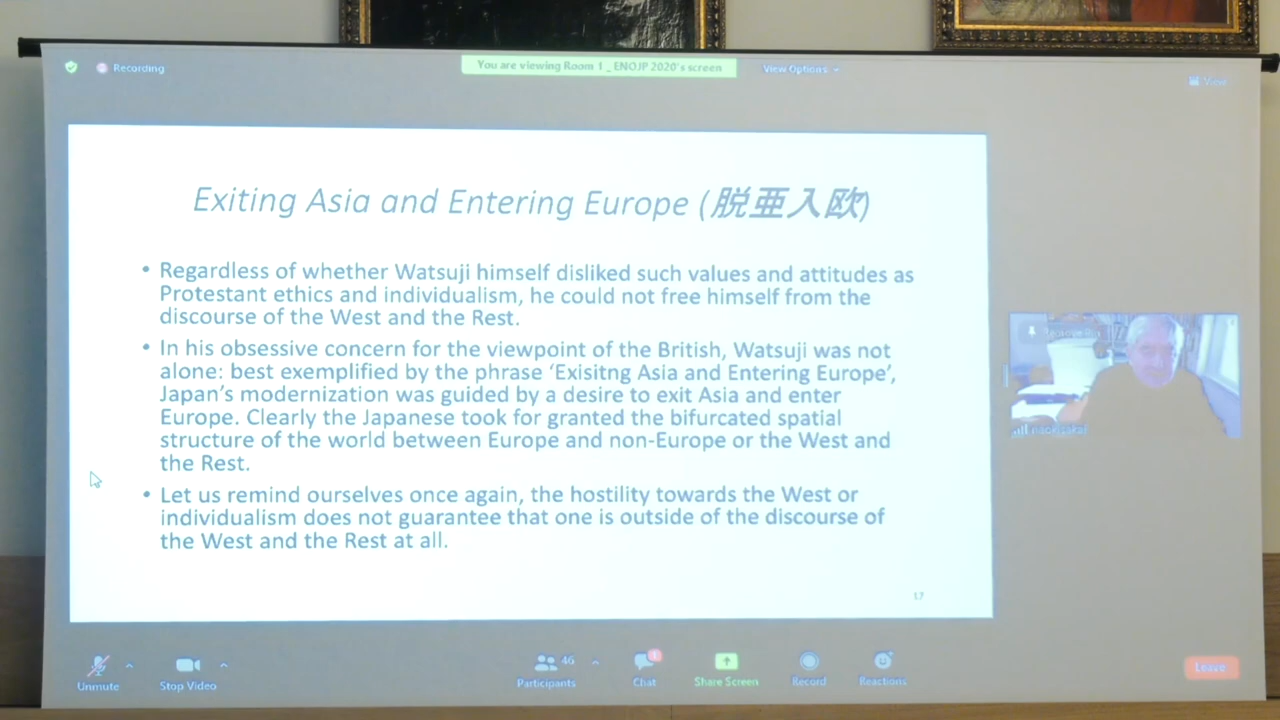 Recording
You are viewing Room 1 _ ENOJP 2020's screen
View Options
View
Exiting Asia and Entering Europe (脱亜入欧)
• Regardless of whether Watsuji himself disliked such values and attitudes as
Protestant ethics and individualism, he could not free himself from the
discourse of the West and the Rest.
• In his obsessive concern for the viewpoint of the British, Watsuji was not
alone: best exemplified by the phrase ‘Exisitng Asia and Entering Europe’,
Japan’s modernization was guided by a desire to exit Asia and enter
Europe. Clearly the Japanese took for granted the bifurcated spatial
structure of the world between Europe and non-Europe or the West and
the Rest.
• Let us remind ourselves once again, the hostility towards the West or
individualism does not guarantee that one is outside of the discourse of
the West and the Rest at all.
17
Unmute
Stop Video
46
Participants
1
Chat
Share Screen
Record
Reactions
Leave